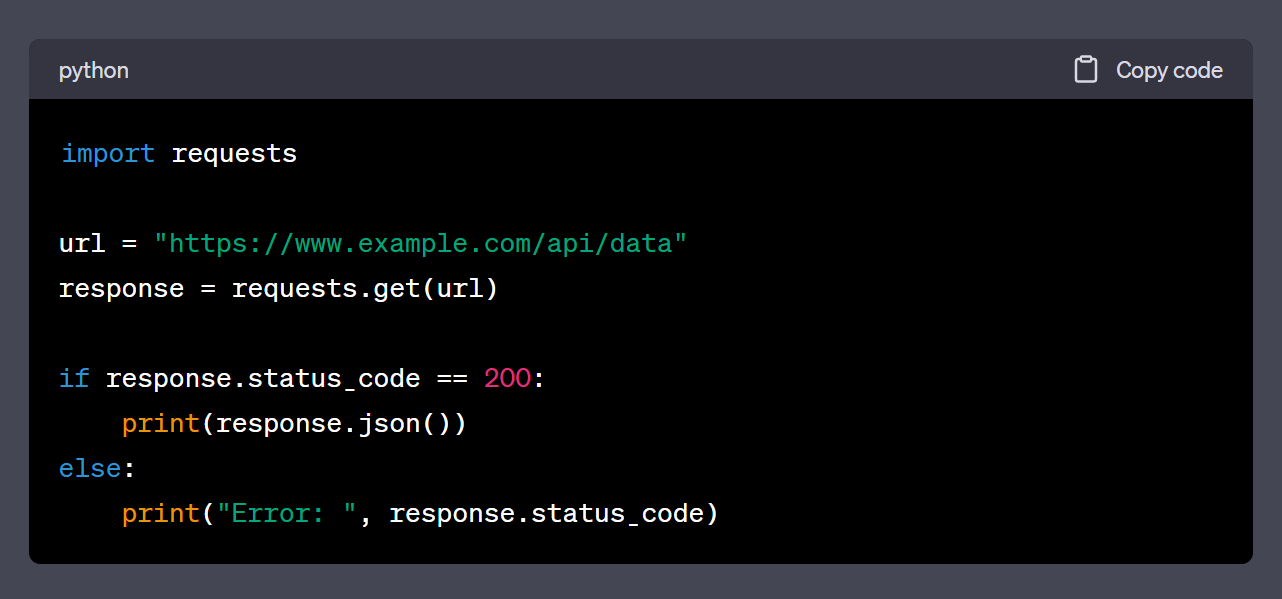 python
Copy code
import requests
url = "https://www.example.com/api/data"
response = requests.get(url)
if response.status_code == 200:
    print(response.json())
else:
    print("Error: ", response.status_code)